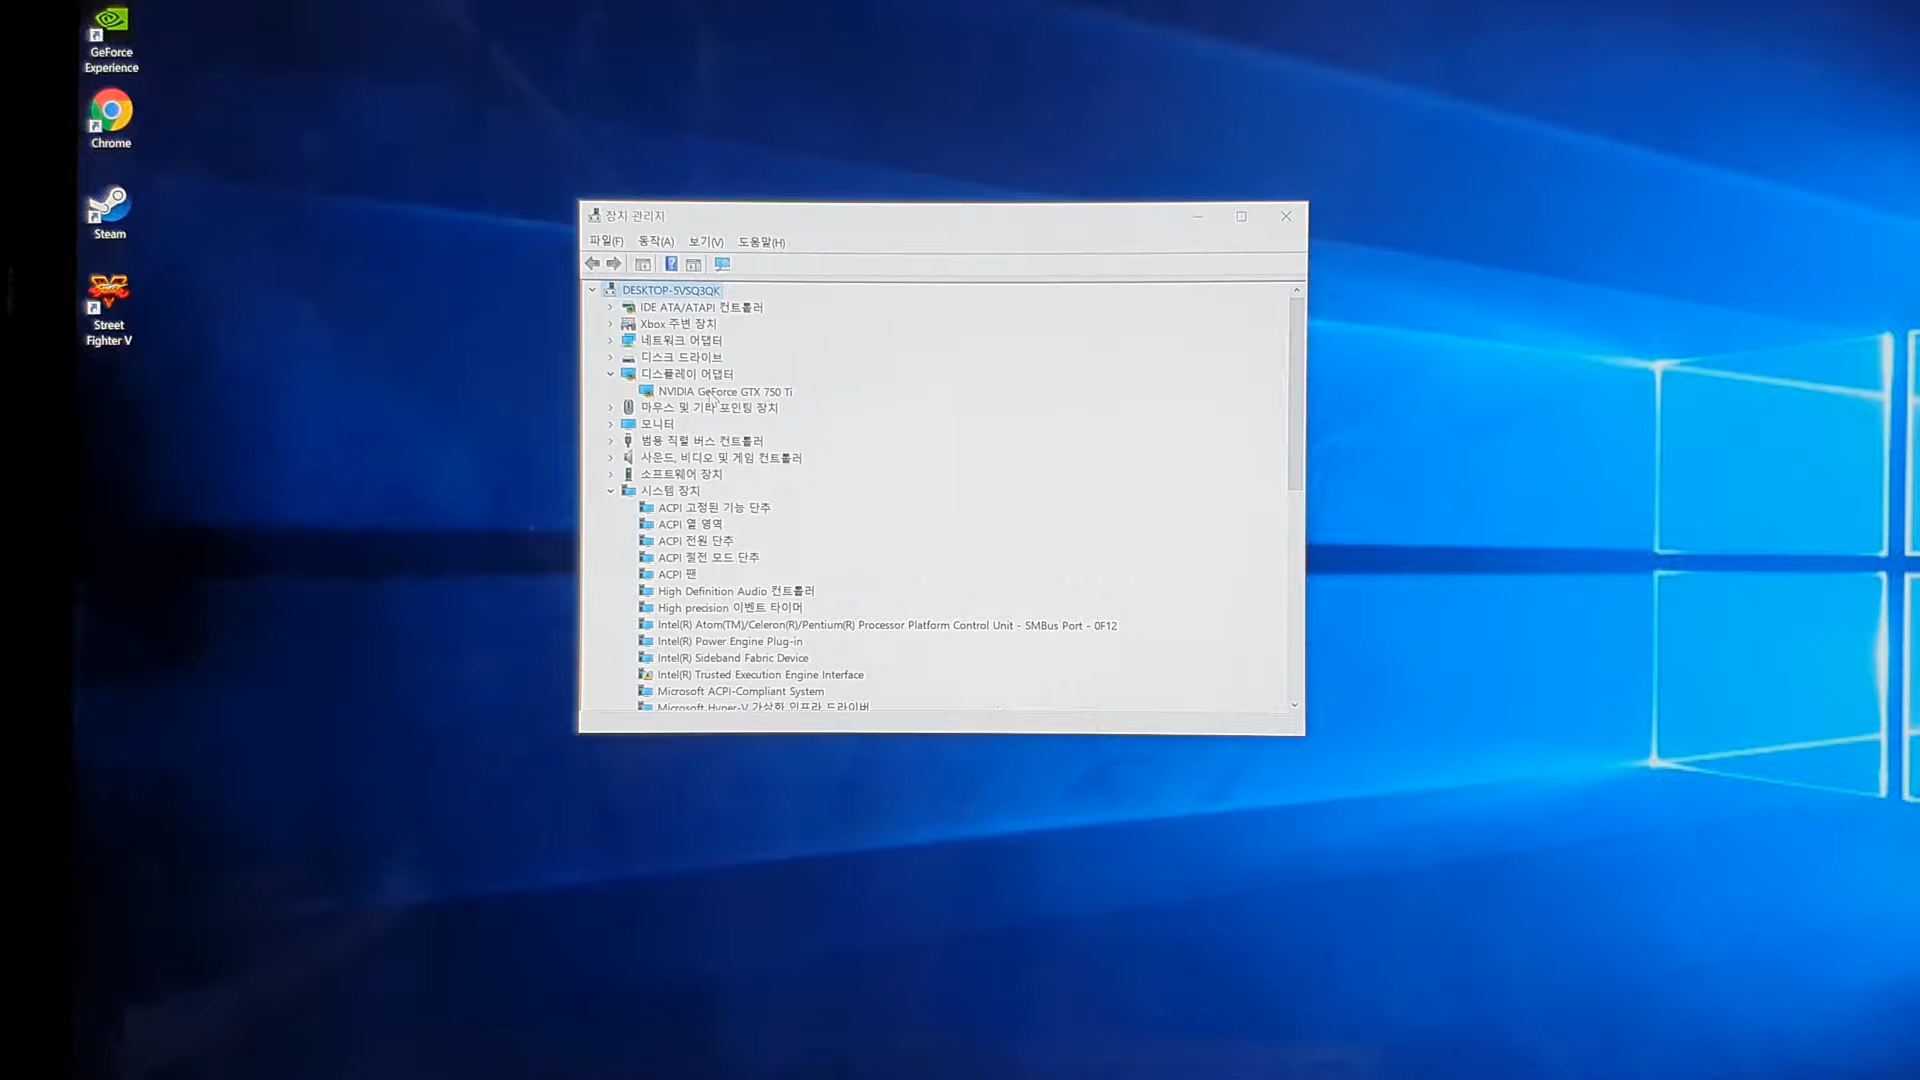 GeForce
Experience
Chrome
Steam
Street
Fighter V
장치 관리자
파일(F) 동작(A) 보기(V) 도움말(H)
DESKTOP-5VSQ3QK
IDE ATA/ATAPI 컨트롤러
Xbox 주변 장치
네트워크 어댑터
디스크 드라이브
디스플레이 어댑터
NVIDIA GeForce GTX 750 Ti
마우스 및 기타 포인팅 장치
모니터
범용 직렬 버스 컨트롤러
사운드, 비디오 및 게임 컨트롤러
소프트웨어 장치
시스템 장치
ACPI 고정된 기능 단추
ACPI 열 영역
ACPI 전원 단추
ACPI 절전 모드 단추
ACPI 팬
High Definition Audio 컨트롤러
High precision 이벤트 타이머
Intel(R) Atom(TM)/Celeron(R)/Pentium(R) Processor Platform Control Unit - SMBus Port - 0F12
Intel(R) Power Engine Plug-in
Intel(R) Sideband Fabric Device
Intel(R) Trusted Execution Engine Interface
Microsoft ACPI-Compliant System
Microsoft Hyper-V 가상화 인프라 드라이버